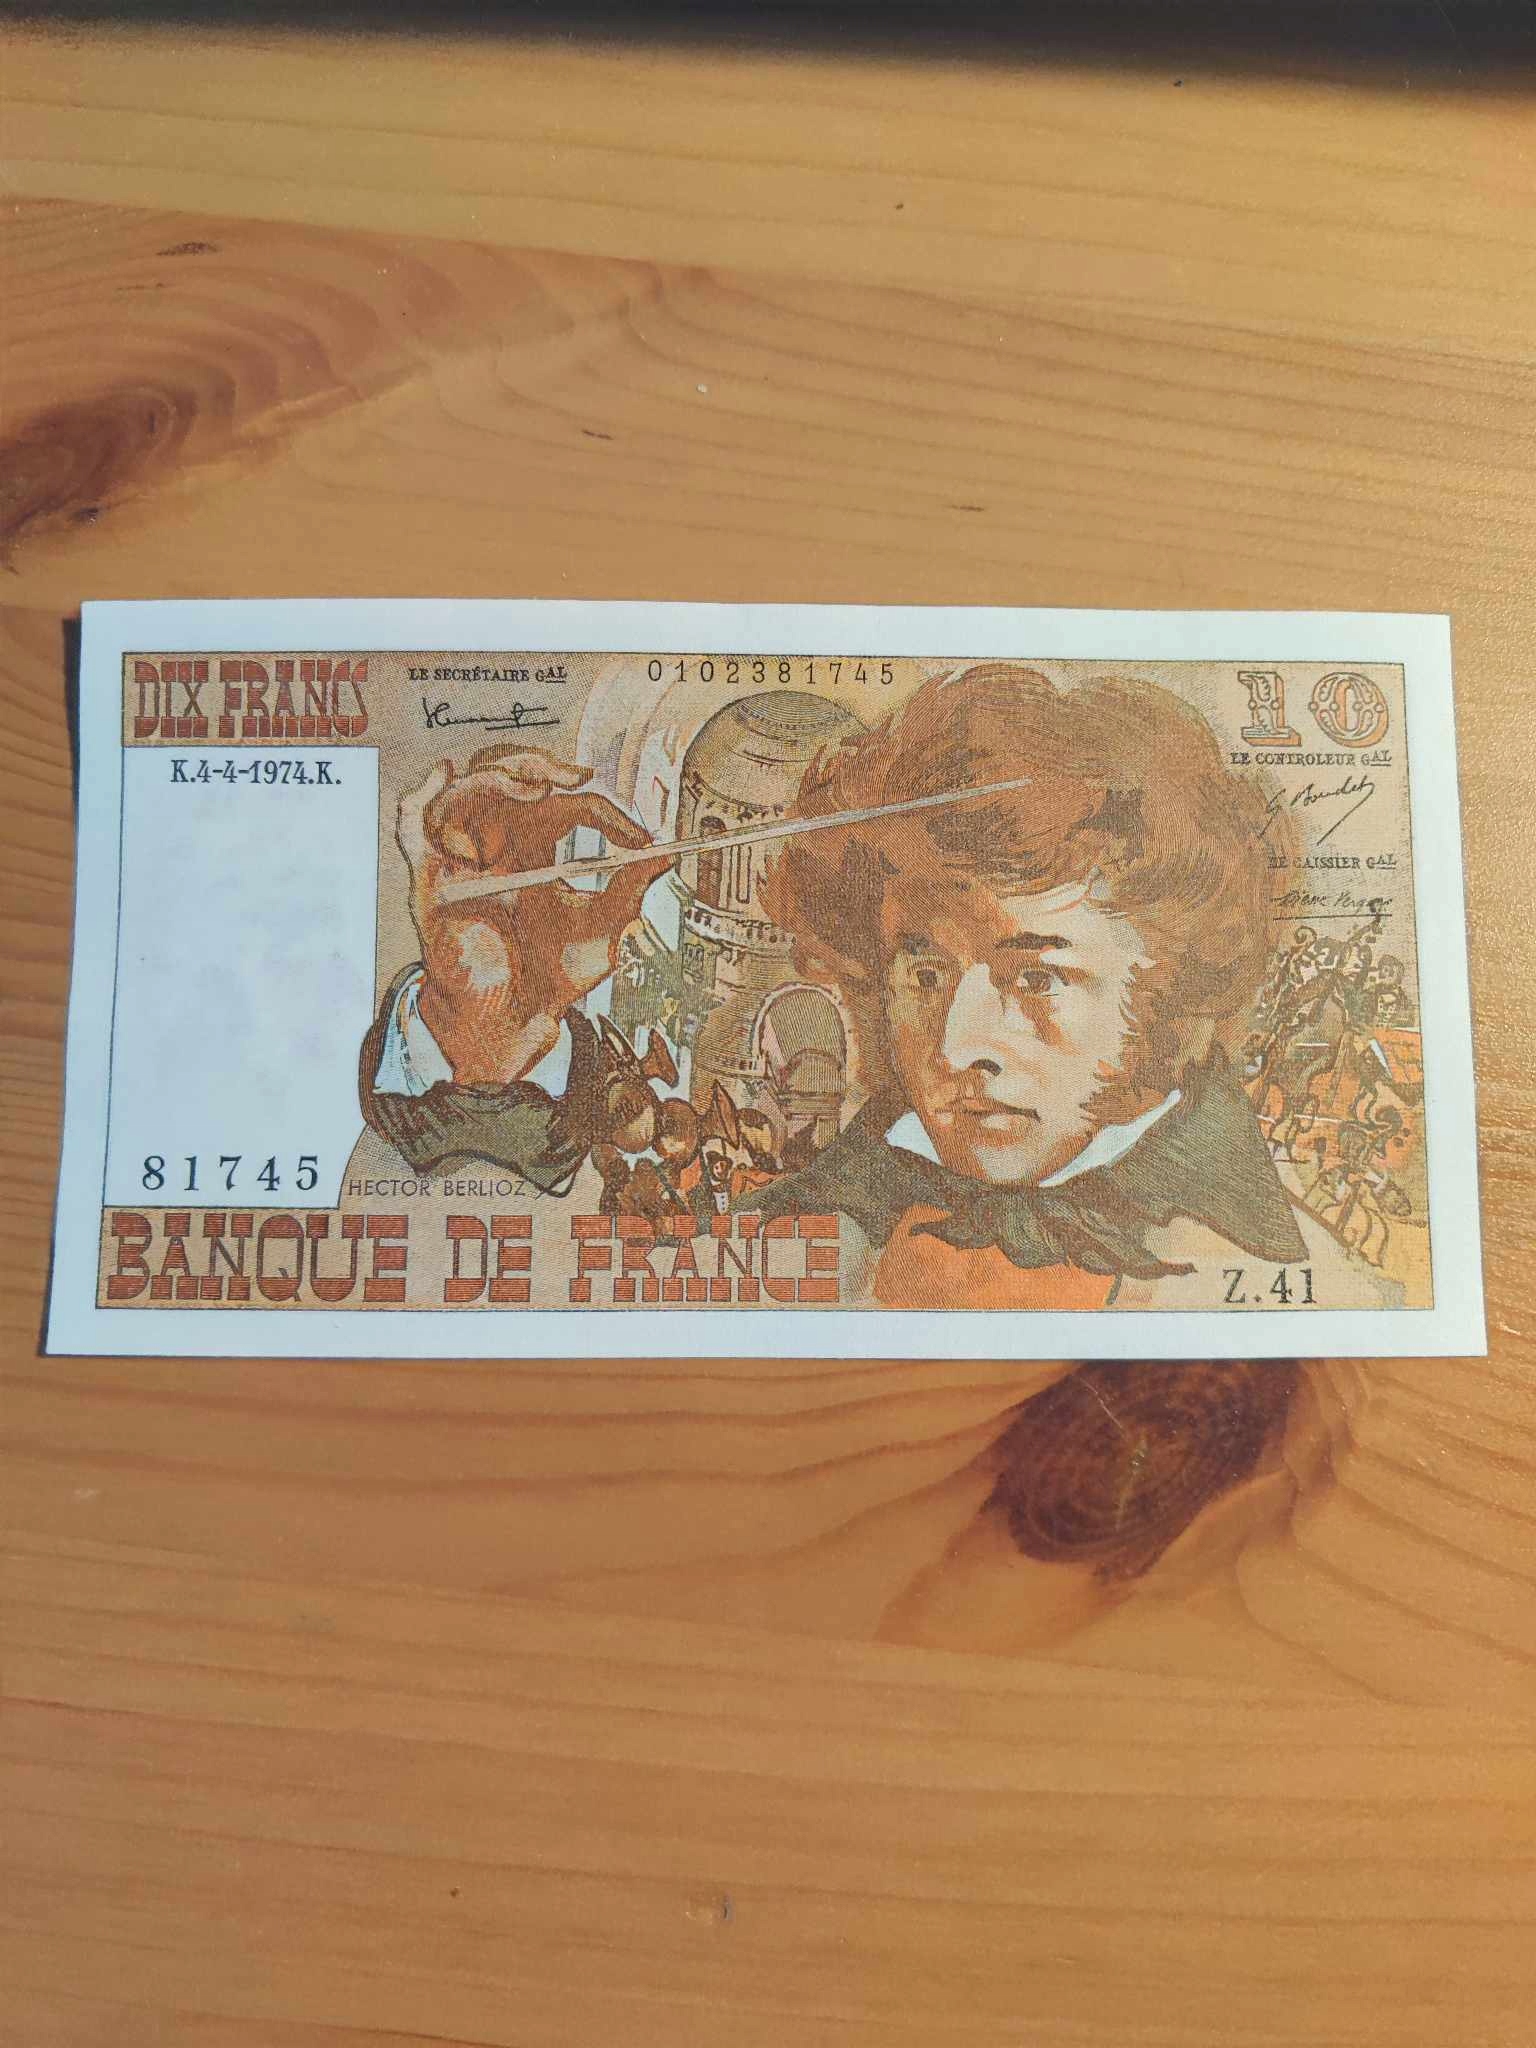 DIX FRANCS
LE SECRÉTAIRE GAL
0102381745
10
K.4-4-1974.K.
LE CONTROLEUR GAL
G Bouchet
LE CAISSIER GAL
81745
HECTOR BERLIOZ
BANQUE DE FRANCE
Z.41